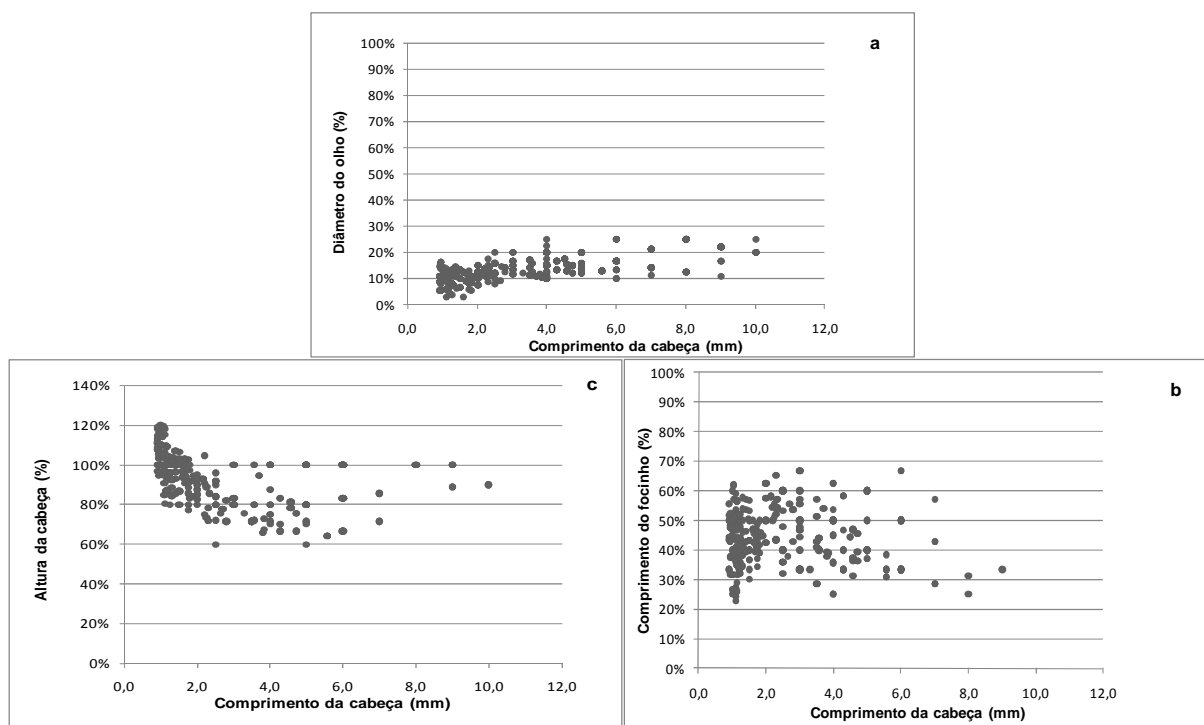 a
100%
90%
80%
70%
60%
50%
40%
30%
20%
10%
0%
Diâmetro do olho (%)
0,0 2,0 4,0 6,0 8,0 10,0 12,0
Comprimento da cabeça (mm)
c
140%
120%
100%
80%
60%
40%
20%
0%
Altura da cabeça (%)
0,0 2,0 4,0 6,0 8,0 10,0 12,0
Comprimento da cabeça (mm)
b
100%
90%
80%
70%
60%
50%
40%
30%
20%
10%
0%
Comprimento do focinho (%)
0,0 2,0 4,0 6,0 8,0 10,0 12,0
Comprimento da cabeça (mm)